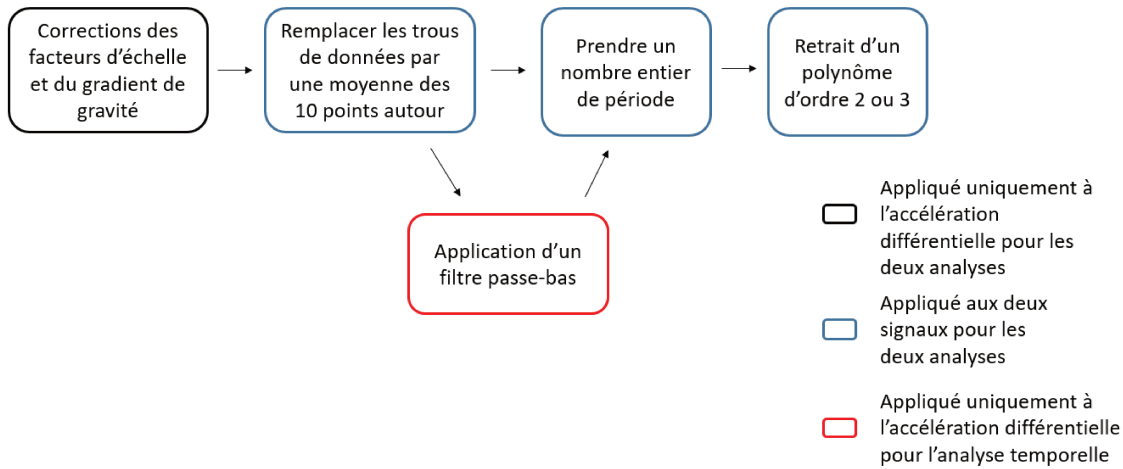 Corrections des
facteurs d'échelle
et du gradient de
gravité
Remplacer les trous
de données par
une moyenne des
10 points autour
Prendre un
nombre entier
de période
Retrait d'un
polynôme
d'ordre 2 ou 3
Application d'un
filtre passe-bas
Appliqué uniquement à
l'accélération
différentielle pour les
deux analyses
Appliqué aux deux
signaux pour les
deux analyses
Appliqué uniquement à
l'accélération différentielle
pour l'analyse temporelle